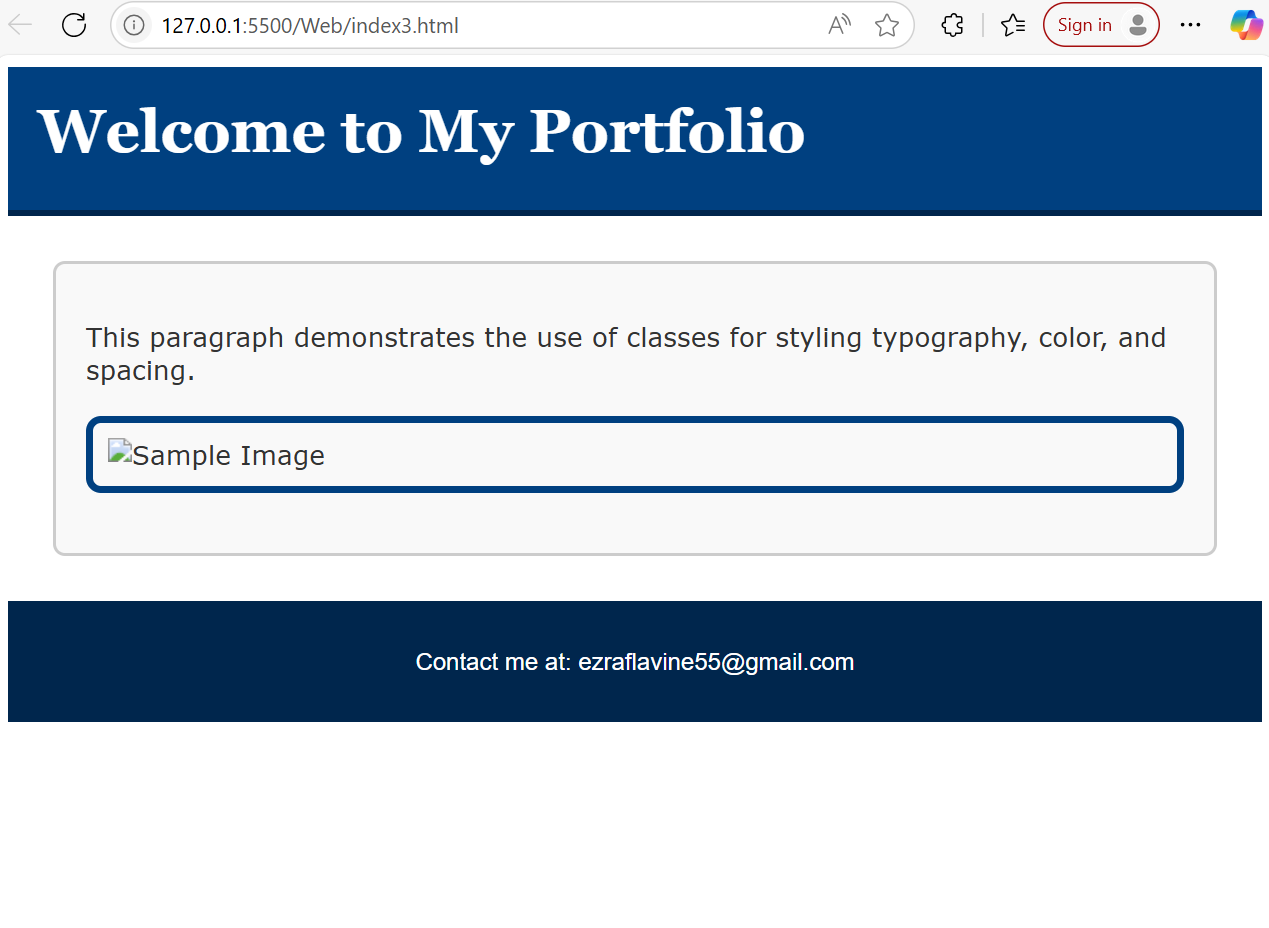 127.0.0.1:5500/Web/index3.html
Sign in
Welcome to My Portfolio
This paragraph demonstrates the use of classes for styling typography, color, and
spacing.
Sample Image
Contact me at: ezraflavine55@gmail.com